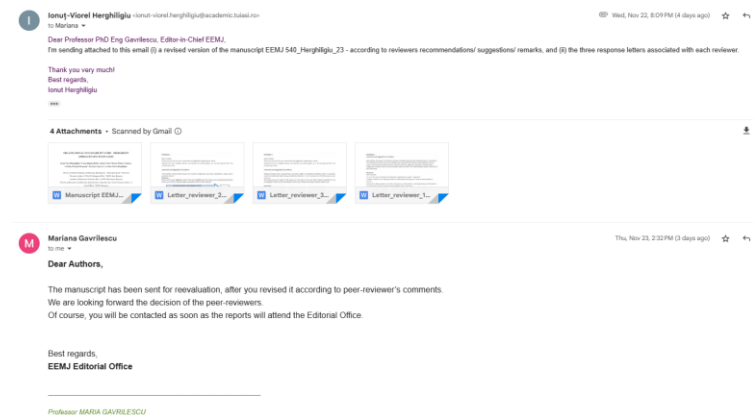 I
Ionuț-Viorel Herghiligiu <ionut-viorel.herghiligiu@academic.tuiasi.ro>
Wed, Nov 22, 8:09 PM (4 days ago)
to Mariana
Dear Professor PhD Eng Gavrilescu, Editor-in-Chief EEMJ,
I'm sending attached to this email (i) a revised version of the manuscript EEMJ 540_Herghiligiu_23 - according to reviewers recommendations/ suggestions/ remarks, and (ii) the three response letters associated with each reviewer.
Thank you very much!
Best regards,
Ionut Herghiligiu
4 Attachments • Scanned by Gmail
Manuscript EEMJ...
Letter_reviewer_2...
Letter_reviewer_3...
Letter_reviewer_1...
M
Mariana Gavrilescu
Thu, Nov 23, 2:32 PM (3 days ago)
to me
Dear Authors,
The manuscript has been sent for reevaluation, after you revised it according to peer-reviewer's comments.
We are looking forward the decision of the peer-reviewers.
Of course, you will be contacted as soon as the reports will attend the Editorial Office.
Best regards,
EEMJ Editorial Office
Professor MARIA GAVRILESCU